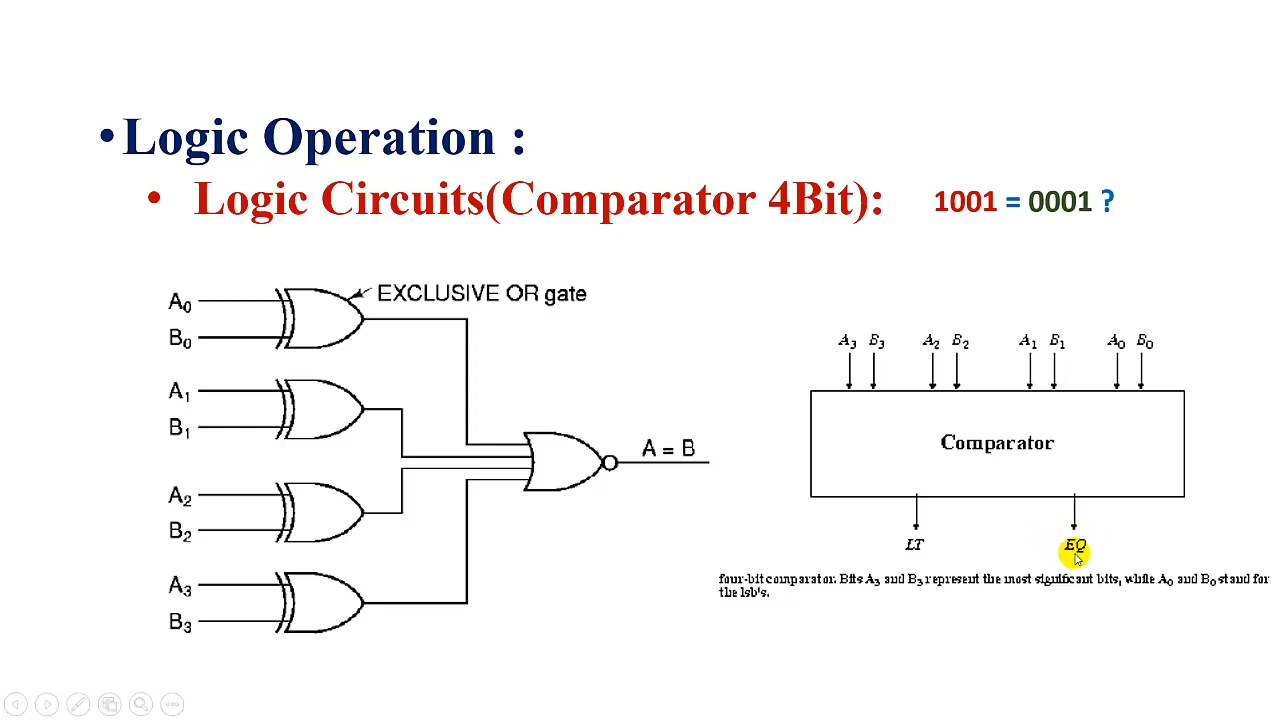 •Logic Operation :
• Logic Circuits(Comparator 4Bit): 1001 = 0001 ?
EXCLUSIVE OR gate
A0
B0
A1
B1
A2
B2
A3
B3
A = B
A3 B3 A2 B2 A1 B1 A0 B0
Comparator
LT EQ
four-bit comparator. Bits A3 and B3 represent the most significant bits, while A0 and B0 stand for
the lsb's.